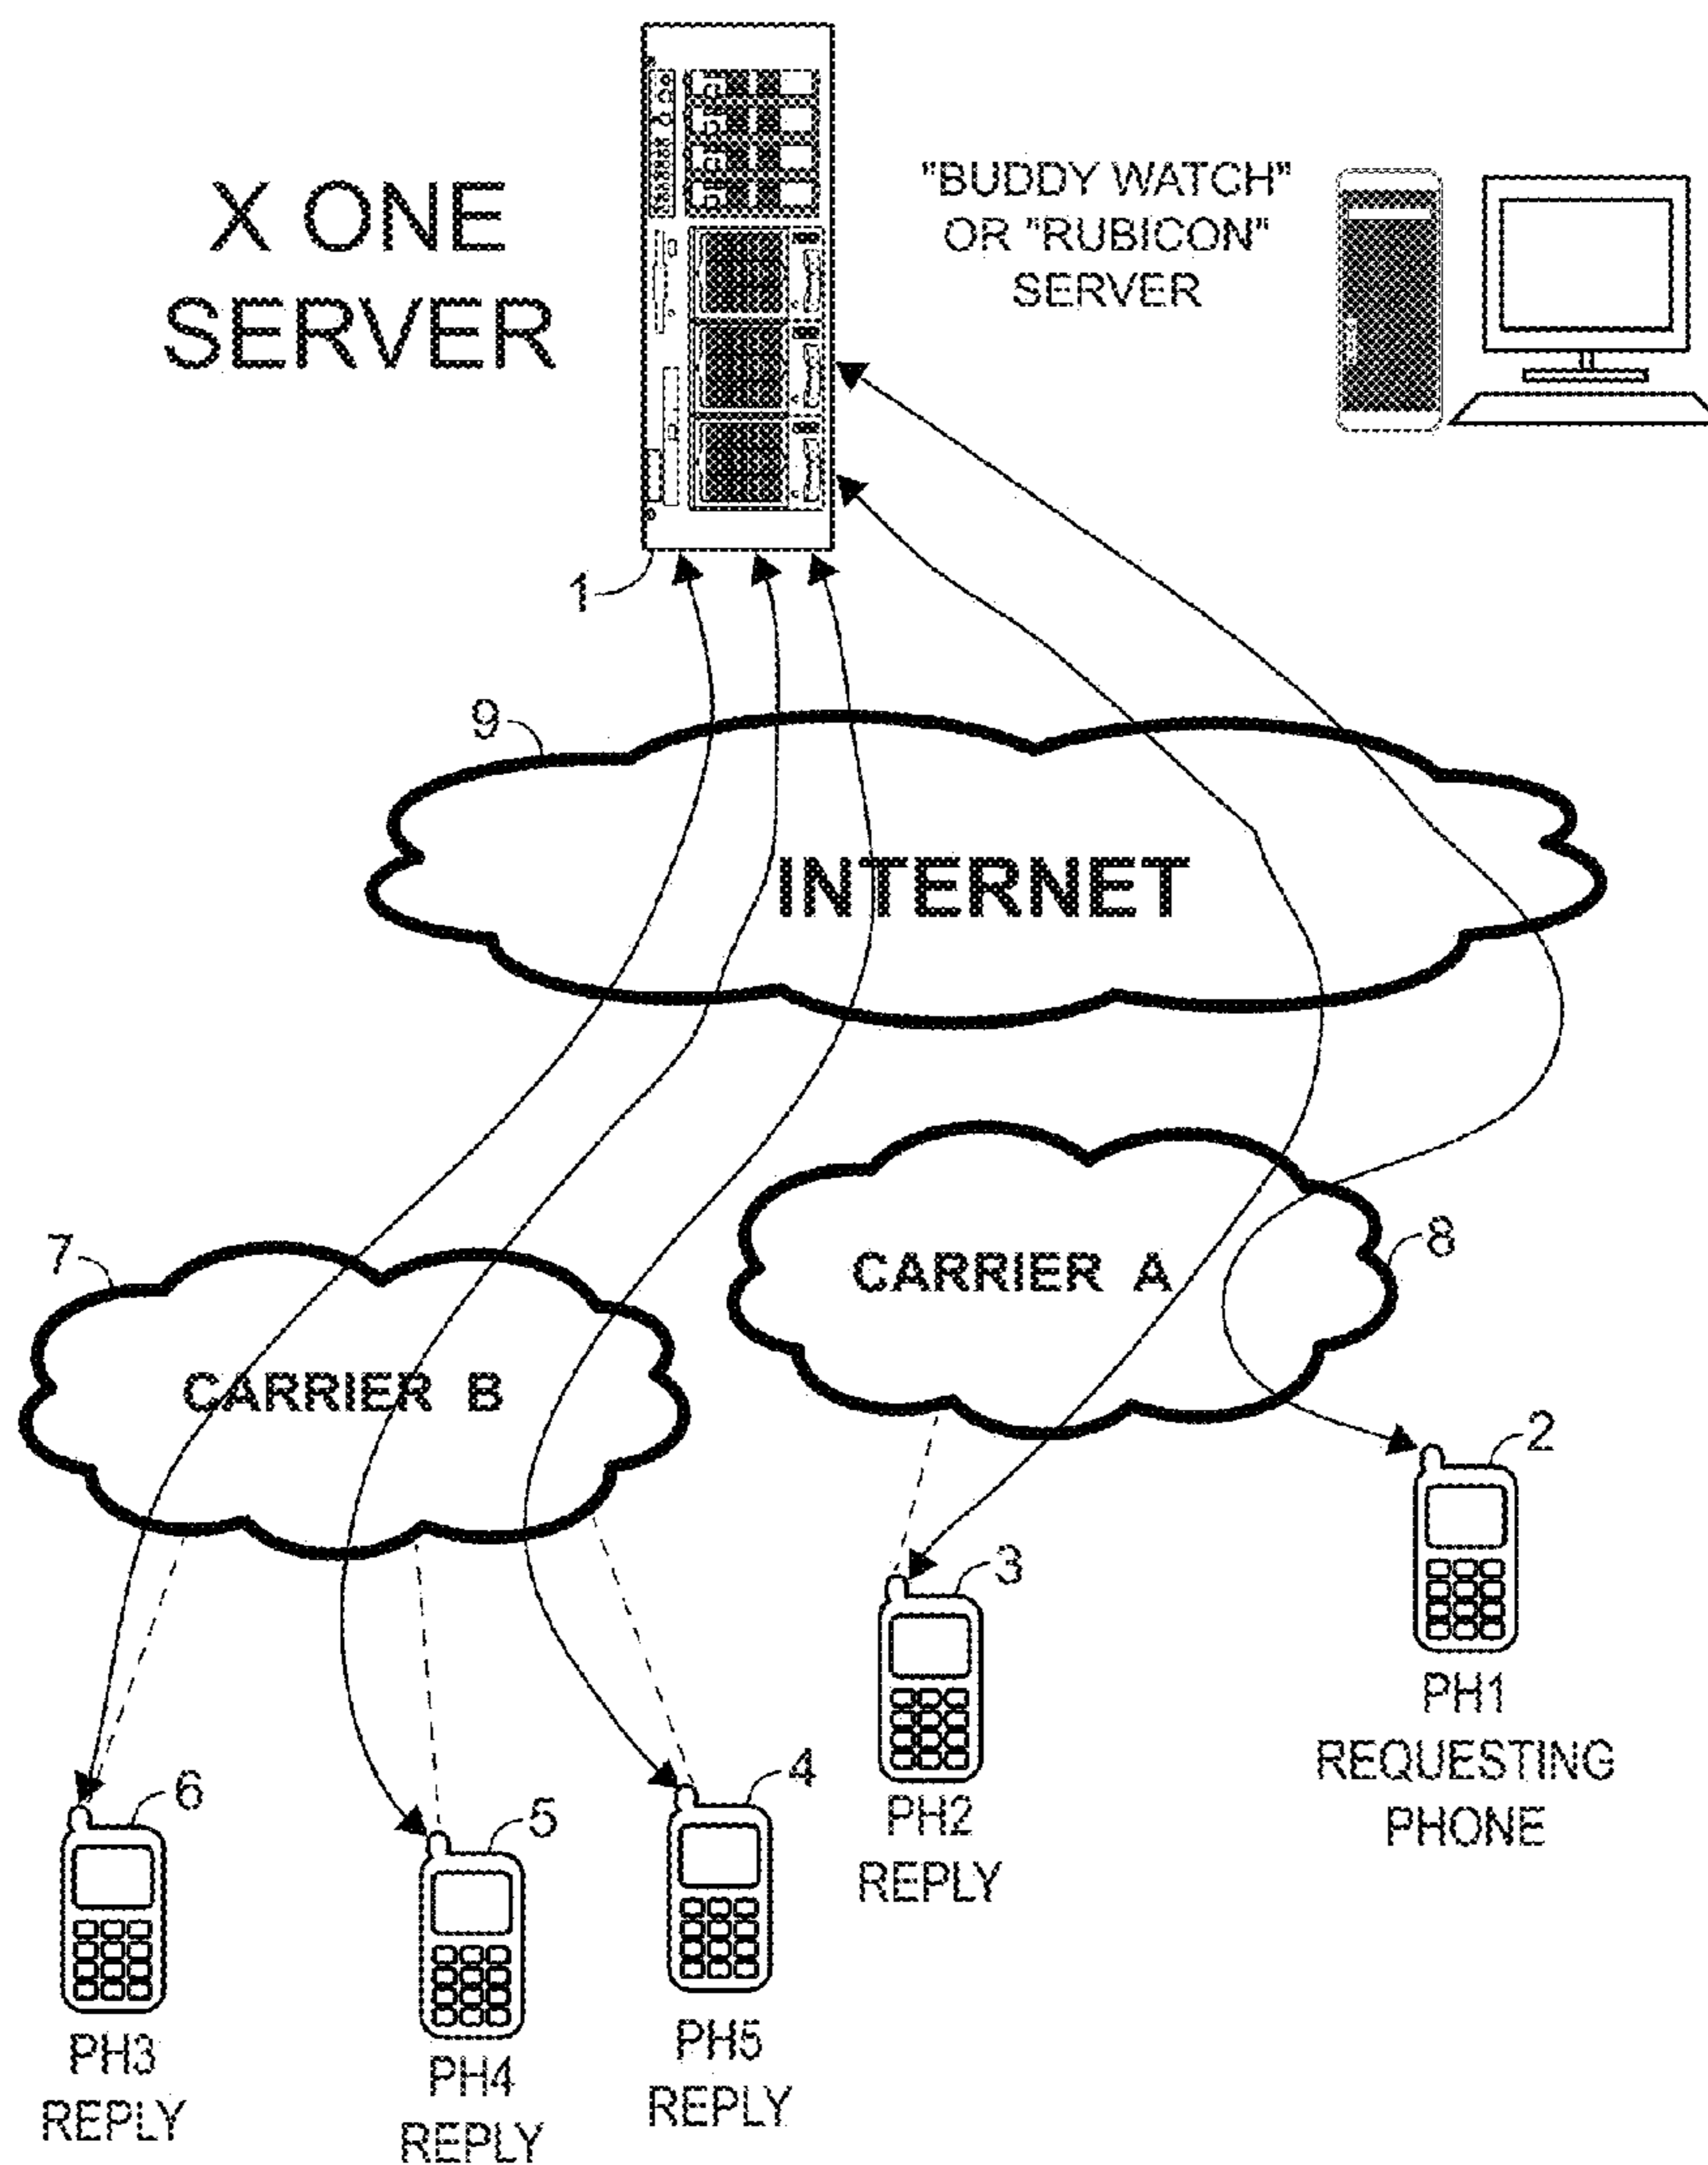 X ONE
SERVER
"BUDDY WATCH"
OR "RUBICON"
SERVER
1
9
INTERNET
7
CARRIER B
CARRIER A
8
2
PH1
REQUESTING
PHONE
3
PH2
REPLY
4
PH5
REPLY
5
PH4
REPLY
6
PH3
REPLY